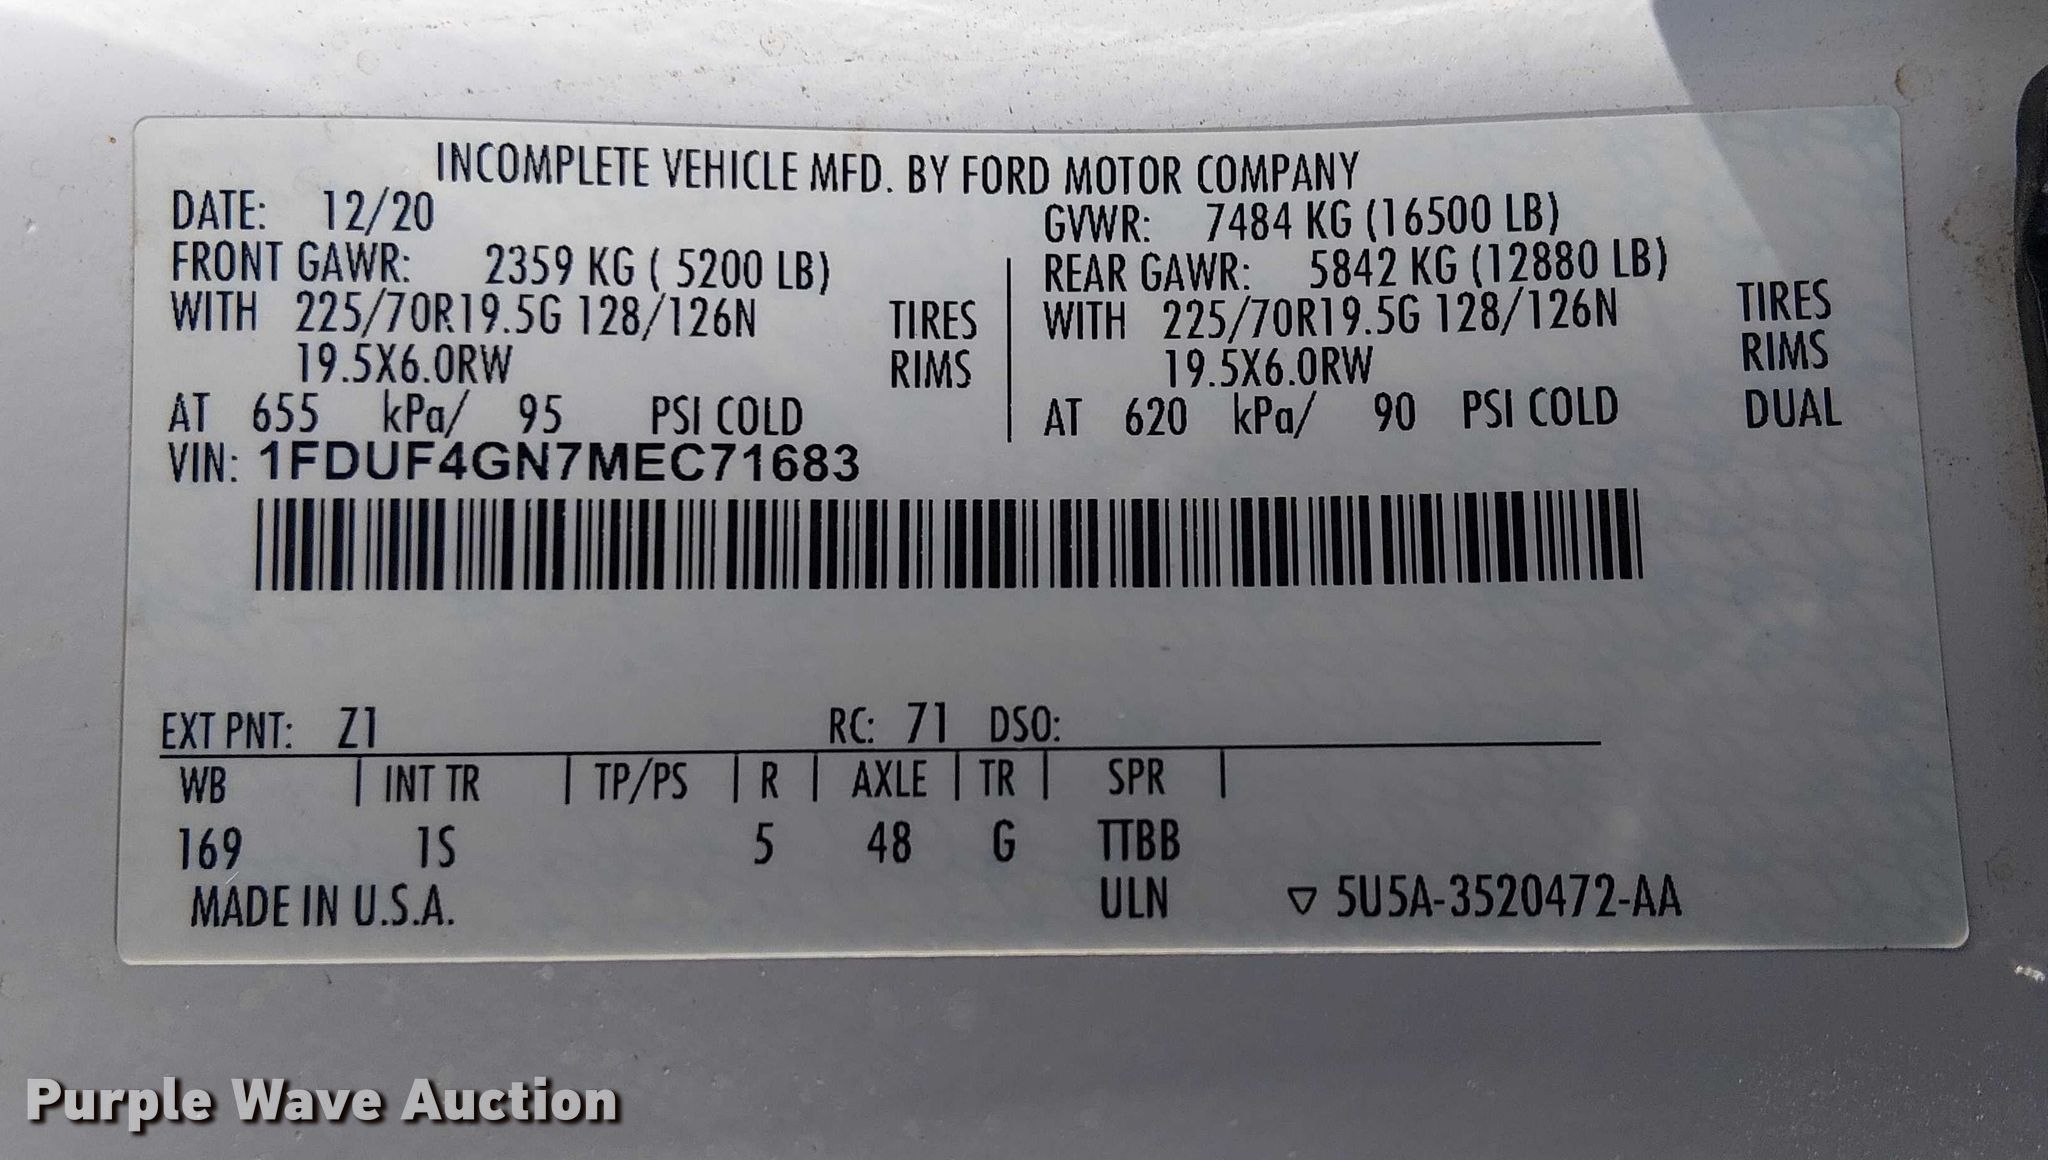 INCOMPLETE VEHICLE MFD. BY FORD MOTOR COMPANY
DATE: 12/20 GVWR: 7484 KG (16500 LB)
FRONT GAWR: 2359 KG ( 5200 LB) REAR GAWR: 5842 KG (12880 LB)
WITH 225/70R19.5G 128/126N TIRES WITH 225/70R19.5G 128/126N TIRES
19.5X6.0RW RIMS 19.5X6.0RW RIMS
AT 655 kPa/ 95 PSI COLD AT 620 kPa/ 90 PSI COLD DUAL
VIN: 1FDUF4GN7MEC71683
EXT PNT: Z1 RC: 71 DSO:
WB | INT TR | TP/PS | R | AXLE | TR | SPR |
169 1S 5 48 G TTBB
MADE IN U.S.A. ULN ▽ 5U5A-3520472-AA
Purple Wave Auction